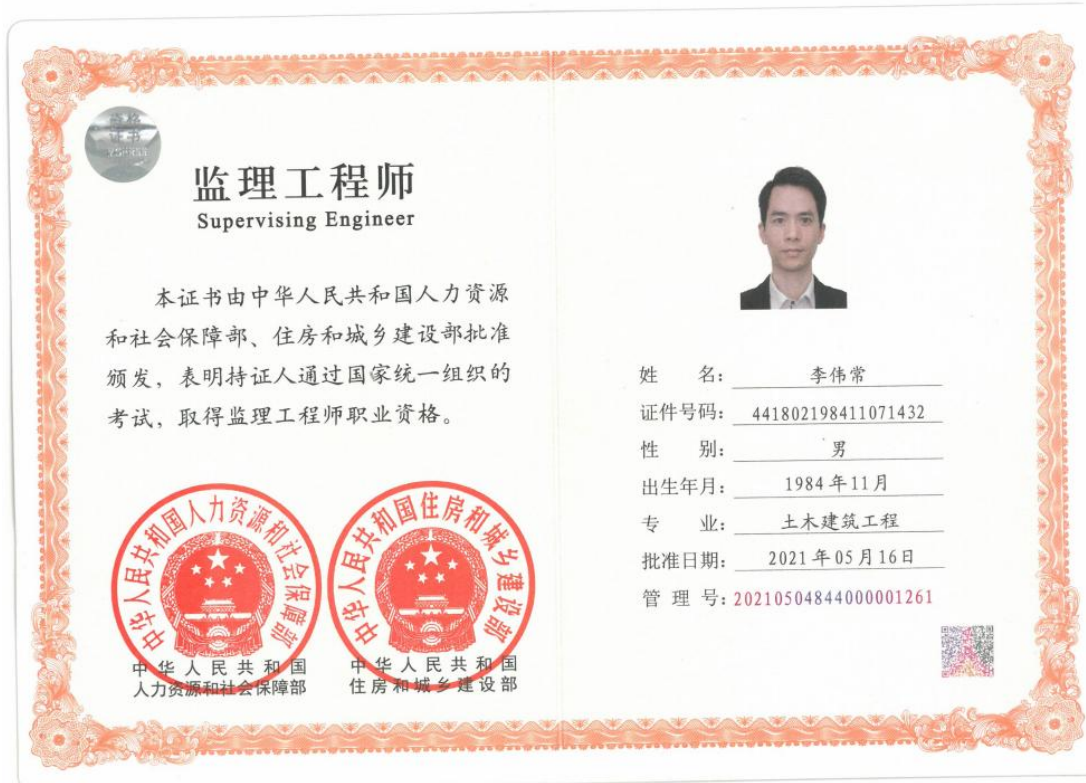 资格
证书
监理工程师
Supervising Engineer
本证书由中华人民共和国人力资源
和社会保障部、住房和城乡建设部批准
颁发，表明持证人通过国家统一组织的
考试，取得监理工程师职业资格。
中华人民共和国人力资源和社会保障部
中华人民共和国
人力资源和社会保障部
中华人民共和国住房和城乡建设部
中华人民共和国
住房和城乡建设部
姓 名：李伟常
证件号码：441802198411071432
性 别：男
出生年月：1984年11月
专 业：土木建筑工程
批准日期：2021年05月16日
管 理 号：20210504844000001261